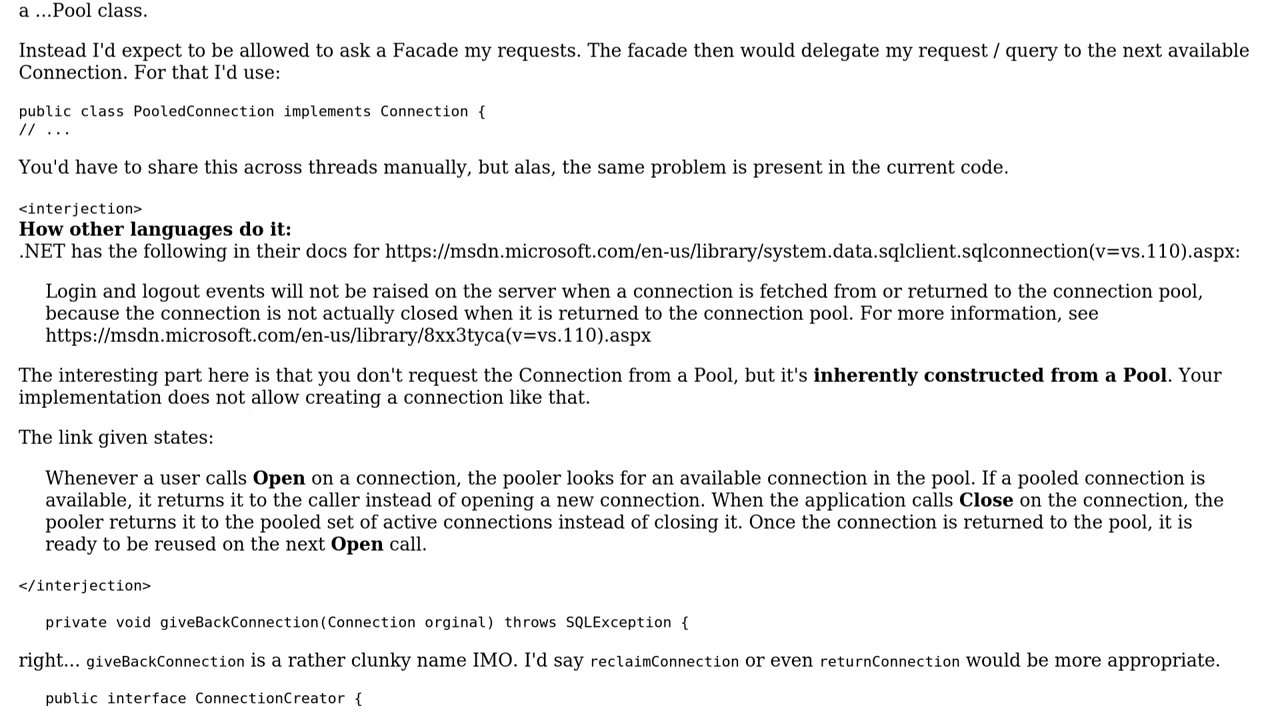 a ...Pool class.
Instead I'd expect to be allowed to ask a Facade my requests. The facade then would delegate my request / query to the next available
Connection. For that I'd use:
public class PooledConnection implements Connection {
// ...
You'd have to share this across threads manually, but alas, the same problem is present in the current code.
<interjection>
How other languages do it:
.NET has the following in their docs for https://msdn.microsoft.com/en-us/library/system.data.sqlclient.sqlconnection(v=vs.110).aspx:
Login and logout events will not be raised on the server when a connection is fetched from or returned to the connection pool,
because the connection is not actually closed when it is returned to the connection pool. For more information, see
https://msdn.microsoft.com/en-us/library/8xx3tyca(v=vs.110).aspx
The interesting part here is that you don't request the Connection from a Pool, but it's inherently constructed from a Pool. Your
implementation does not allow creating a connection like that.
The link given states:
Whenever a user calls Open on a connection, the pooler looks for an available connection in the pool. If a pooled connection is
available, it returns it to the caller instead of opening a new connection. When the application calls Close on the connection, the
pooler returns it to the pooled set of active connections instead of closing it. Once the connection is returned to the pool, it is
ready to be reused on the next Open call.
</interjection>
private void giveBackConnection(Connection orginal) throws SQLException {
right... giveBackConnection is a rather clunky name IMO. I'd say reclaimConnection or even returnConnection would be more appropriate.
public interface ConnectionCreator {